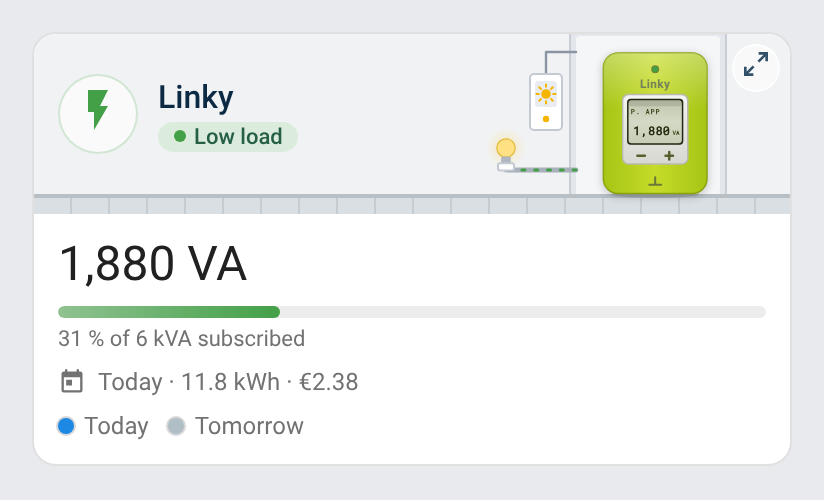 Linky
Low load
Linky
P. APP
1,880 VA
1,880 VA
31 % of 6 kVA subscribed
Today · 11.8 kWh · €2.38
Today
Tomorrow